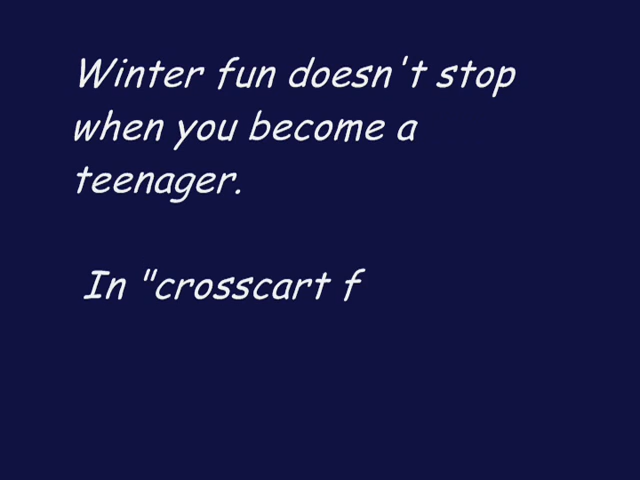 Winter fun doesn't stop
when you become a
teenager.
In "crosscart f